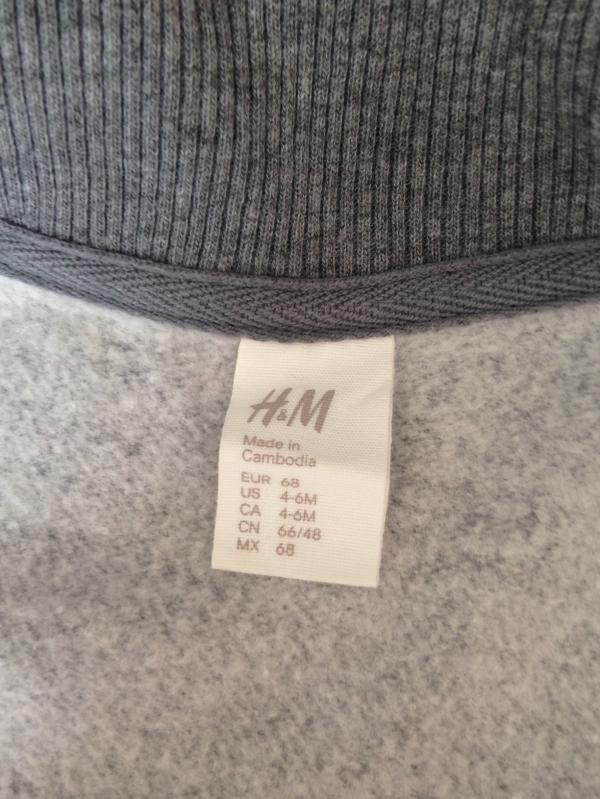 H&M
Made in
Cambodia
EUR 68
US 4-6M
CA 4-6M
CN 66/48
MX 68